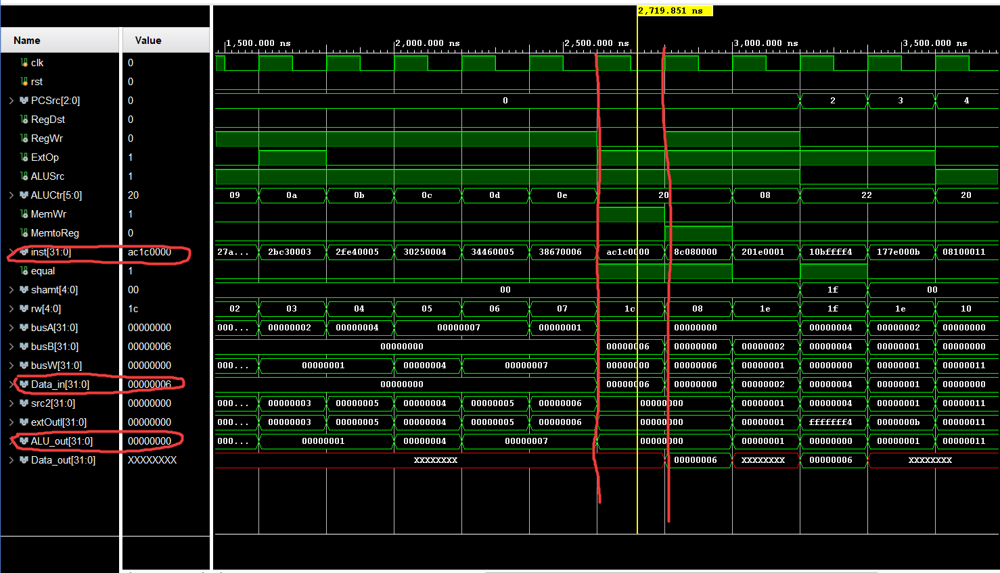 2,719.851 ns
Name Value
1,500.000 ns 2,000.000 ns 2,500.000 ns 3,000.000 ns 3,500.000 ns
clk 0
rst 0
PCSrc[2:0] 0 0 2 3 4
RegDst 0
RegWr 0
ExtOp 1
ALUSrc 1
ALUCtr[5:0] 20 09 0a 0b 0c 0d 0e 20 08 22 20
MemWr 1
MemtoReg 0
inst[31:0] ac1c0000 27a... 2bc30003 2fe40005 30250004 34460005 38670006 ac1c0000 8c080000 201e0001 10bffff4 177e000b 08100011
equal 1
shamt[4:0] 00 00 1f 00
rw[4:0] 1c 02 03 04 05 06 07 1c 08 1e 1f 1e 10
busA[31:0] 00000000 000... 00000002 00000004 00000007 00000001 00000000 00000004 00000002 00000000
busB[31:0] 00000006 00000000 00000006 00000000 00000002 00000004 00000001 00000000
busW[31:0] 00000000 000... 00000001 00000004 00000007 00000000 00000006 00000001 00000000 00000001 00000011
Data_in[31:0] 00000006 00000000 00000006 00000000 00000002 00000004 00000001 00000000
src2[31:0] 00000000 000... 00000003 00000005 00000004 00000005 00000006 00000000 00000001 00000004 00000001 00000011
extOutl[31:0] 00000000 000... 00000003 00000005 00000004 00000005 00000006 00000000 00000001 fffffff4 0000000b 00000011
ALU_out[31:0] 00000000 000... 00000001 00000004 00000007 00000000 00000001 00000000 00000001 00000011
Data_out[31:0] XXXXXXXX XXXXXXXX 00000006 XXXXXXXX 00000006 XXXXXXXX